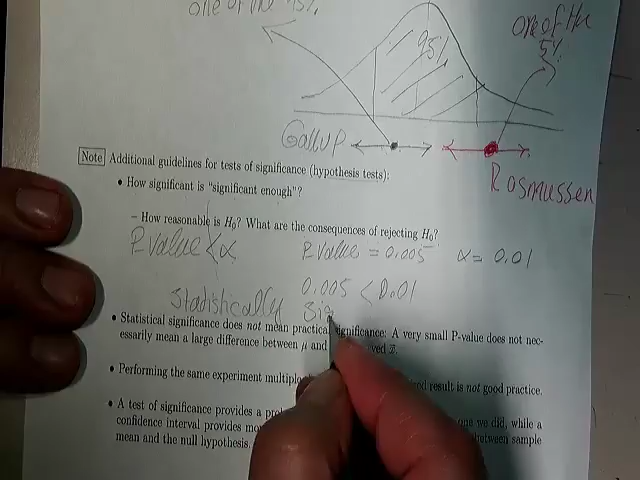 one of the 95%
one of the
5%
95%
Gallup
Rasmussen
Note Additional guidelines for tests of significance (hypothesis tests):
• How significant is "significant enough"?
– How reasonable is H₀? What are the consequences of rejecting H₀?
P.value < α P.value = 0.005 α = 0.01
0.005 < 0.01
Statistically Sig
• Statistical significance does not mean practical significance: A very small P-value does not nec-
essarily mean a large difference between μ and x̄.
• Performing the same experiment result is not good practice.
• A test of significance provides a one we did, while a
confidence interval provides between sample
mean and the null hypothesis.